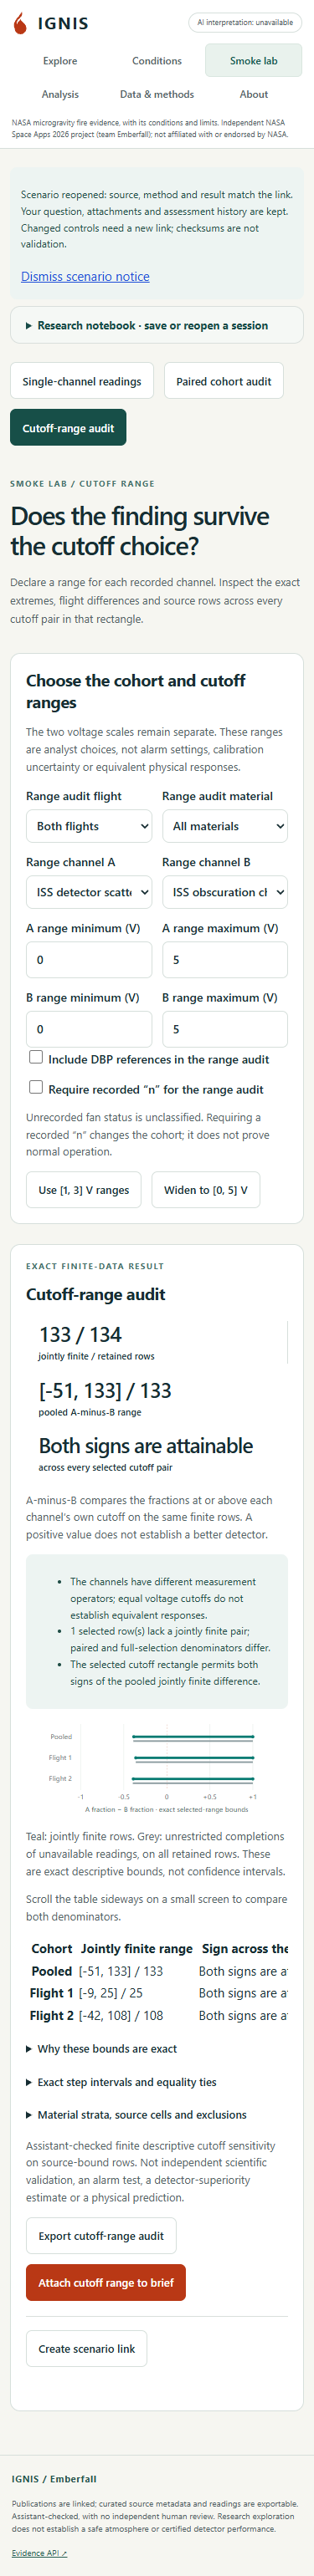 IGNIS
AI interpretation: unavailable
Explore
Conditions
Smoke lab
Analysis
Data & methods
About
NASA microgravity fire evidence, with its conditions and limits. Independent NASA
Space Apps 2026 project (team Emberfall); not affiliated with or endorsed by NASA.
Scenario reopened: source, method and result match the link.
Your question, attachments and assessment history are kept.
Changed controls need a new link; checksums are not
validation.
Dismiss scenario notice
▶ Research notebook · save or reopen a session
Single-channel readings
Paired cohort audit
Cutoff-range audit
SMOKE LAB / CUTOFF RANGE
Does the finding survive
the cutoff choice?
Declare a range for each recorded channel. Inspect the exact
extremes, flight differences and source rows across every
cutoff pair in that rectangle.
Choose the cohort and cutoff
ranges
The two voltage scales remain separate. These ranges
are analyst choices, not alarm settings, calibration
uncertainty or equivalent physical responses.
Range audit flight
Range audit material
Both flights
All materials
Range channel A
Range channel B
ISS detector scatte
ISS obscuration ch
A range minimum (V)
A range maximum (V)
0
5
B range minimum (V)
B range maximum (V)
0
5
Include DBP references in the range audit
Require recorded “n” for the range audit
Unrecorded fan status is unclassified. Requiring a
recorded “n” changes the cohort; it does not prove
normal operation.
Use [1, 3] V ranges
Widen to [0, 5] V
EXACT FINITE-DATA RESULT
Cutoff-range audit
133 / 134
jointly finite / retained rows
[-51, 133] / 133
pooled A-minus-B range
Both signs are attainable
across every selected cutoff pair
A-minus-B compares the fractions at or above each
channel's own cutoff on the same finite rows. A
positive value does not establish a better detector.
• The channels have different measurement
operators; equal voltage cutoffs do not
establish equivalent responses.
• 1 selected row(s) lack a jointly finite pair;
paired and full-selection denominators differ.
• The selected cutoff rectangle permits both
signs of the pooled jointly finite difference.
Pooled
Flight 1
Flight 2
-1 -0.5 0 +0.5 +1
A fraction − B fraction · exact selected-range bounds
Teal: jointly finite rows. Grey: unrestricted completions
of unavailable readings, on all retained rows. These
are exact descriptive bounds, not confidence intervals.
Scroll the table sideways on a small screen to compare
both denominators.
Cohort Jointly finite range Sign across the
Pooled [-51, 133] / 133 Both signs are at
Flight 1 [-9, 25] / 25 Both signs are at
Flight 2 [-42, 108] / 108 Both signs are at
▶ Why these bounds are exact
▶ Exact step intervals and equality ties
▶ Material strata, source cells and exclusions
Assistant-checked finite descriptive cutoff sensitivity
on source-bound rows. Not independent scientific
validation, an alarm test, a detector-superiority
estimate or a physical prediction.
Export cutoff-range audit
Attach cutoff range to brief
Create scenario link
IGNIS / Emberfall
Publications are linked; curated source metadata and readings are exportable.
Assistant-checked, with no independent human review. Research exploration
does not establish a safe atmosphere or certified detector performance.
Evidence API ↗